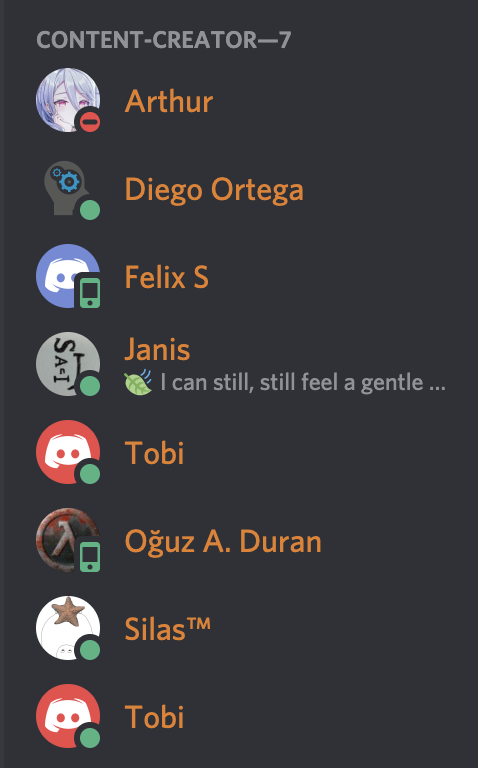 CONTENT-CREATOR—7
Arthur
Diego Ortega
Felix S
Janis
🍃 I can still, still feel a gentle ...
Tobi
Oğuz A. Duran
Silas™
Tobi